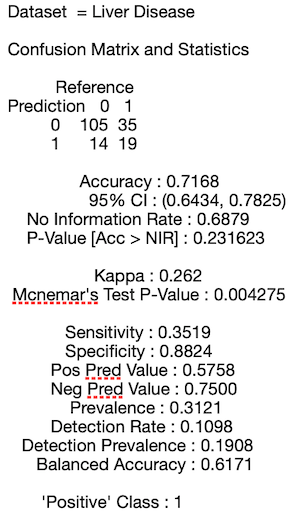 Dataset = Liver Disease
Confusion Matrix and Statistics
Reference
Prediction 0 1
0 105 35
1 14 19
Accuracy : 0.7168
95% CI : (0.6434, 0.7825)
No Information Rate : 0.6879
P-Value [Acc > NIR] : 0.231623
Kappa : 0.262
Mcnemar's Test P-Value : 0.004275
Sensitivity : 0.3519
Specificity : 0.8824
Pos Pred Value : 0.5758
Neg Pred Value : 0.7500
Prevalence : 0.3121
Detection Rate : 0.1098
Detection Prevalence : 0.1908
Balanced Accuracy : 0.6171
'Positive' Class : 1